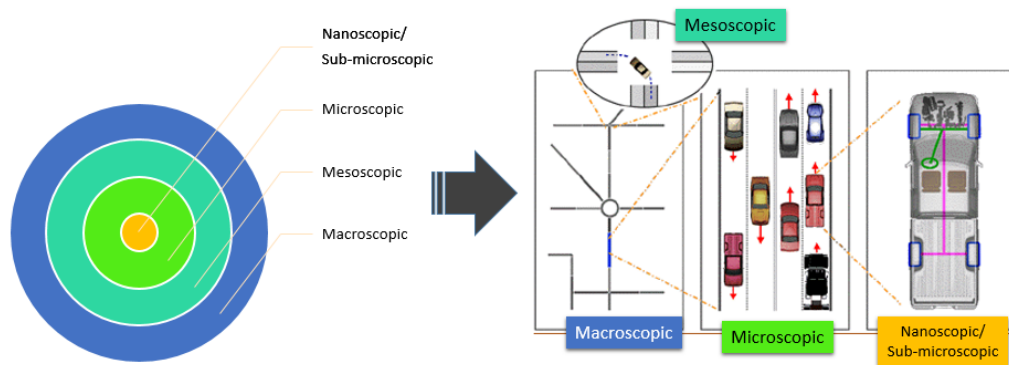 Nanoscopic/
Sub-microscopic
Microscopic
Mesoscopic
Macroscopic
Mesoscopic
Macroscopic
Microscopic
Nanoscopic/
Sub-microscopic